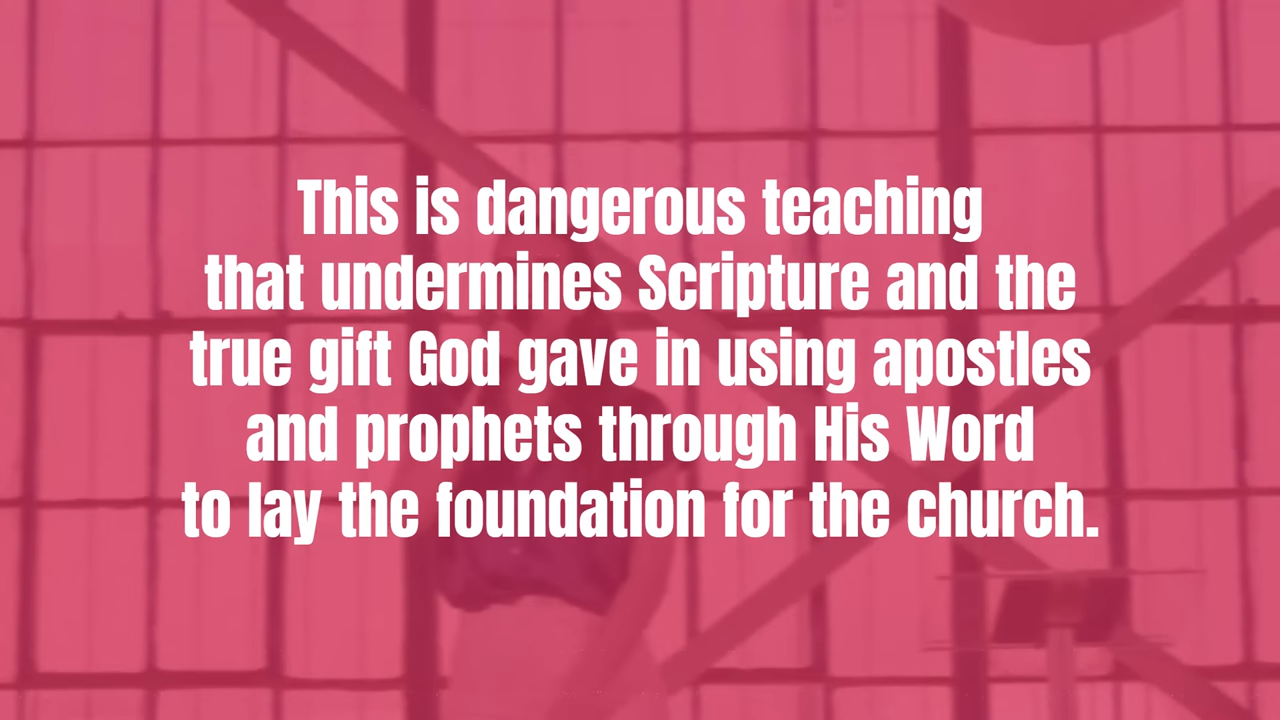 This is dangerous teaching
that undermines Scripture and the
true gift God gave in using apostles
and prophets through His Word
to lay the foundation for the church.